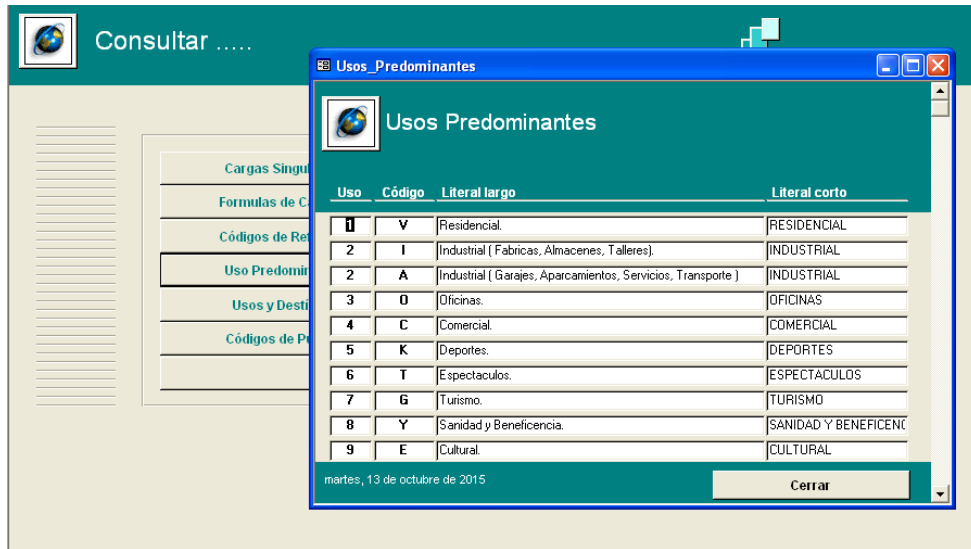 Consultar .....
Usos_Predominantes
Usos Predominantes
Cargas Singul
Formulas de C
Códigos de Ref
Uso Predomin
Usos y Desti
Códigos de Pu
Uso Código Literal largo Literal corto
1 V Residencial. RESIDENCIAL
2 I Industrial ( Fabricas, Almacenes, Talleres). INDUSTRIAL
2 A Industrial ( Garajes, Aparcamientos, Servicios, Transporte ) INDUSTRIAL
3 O Oficinas. OFICINAS
4 C Comercial. COMERCIAL
5 K Deportes. DEPORTES
6 T Espectaculos. ESPECTACULOS
7 G Turismo. TURISMO
8 Y Sanidad y Beneficencia. SANIDAD Y BENEFICENC
9 E Cultural. CULTURAL
martes, 13 de octubre de 2015
Cerrar